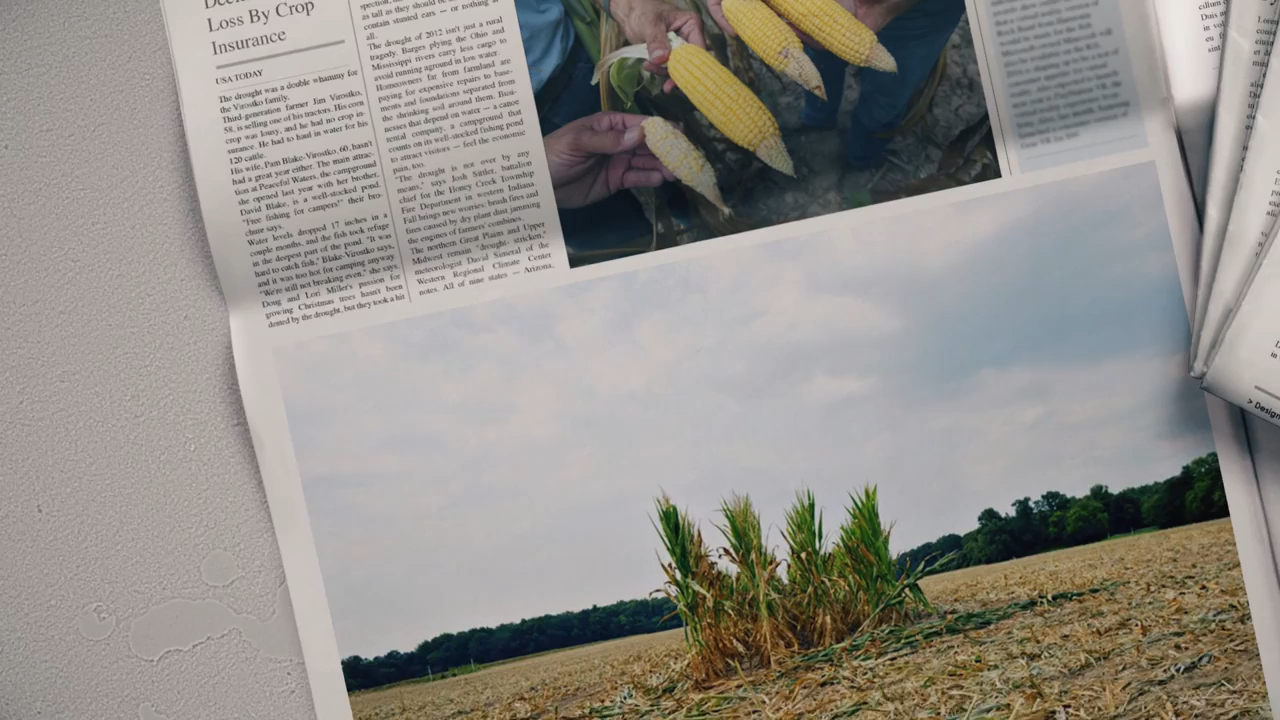 Loss By Crop
Insurance
USA TODAY
The drought was a double whammy for
the Virostko family.
Third-generation farmer Jim Virostko,
58, is selling one of his tractors. His corn
crop was lousy, and he had no crop in-
surance. He had to haul in water for his
120 cattle.
His wife, Pam Blake-Virostko, 60, hasn't
had a great year either. The main attrac-
tion at Peaceful Waters, the campground
she opened last year with her brother,
David Blake, is a well-stocked pond.
"Free fishing for campers!" their bro-
chure says.
Water levels dropped 17 inches in a
couple months, and the fish took refuge
in the deepest part of the pond. "It was
hard to catch fish," Blake-Virostko says,
and it was too hot for camping anyway.
"We're still not breaking even," she says.
Doug and Lori Miller's passion for
growing Christmas trees hasn't been
dented by the drought, but they took a hit
as tall as they should be
contain stunted ears — or nothing at
all.
The drought of 2012 isn't just a rural
tragedy. Barges plying the Ohio and
Mississippi rivers carry less cargo to
avoid running aground in low water.
Homeowners far from farmland are
paying for expensive repairs to base-
ments and foundations separated from
the shrinking soil around them. Busi-
nesses that depend on water — a canoe
rental company, a campground that
counts on its well-stocked fishing pond
to attract visitors — feel the economic
pain, too.
"The drought is not over by any
means," says Josh Sittler, battalion
chief for the Honey Creek Township
Fire Department in western Indiana.
Fall brings new worries: brush fires and
fires caused by dry plant dust jamming
the engines of farmers' combines.
The northern Great Plains and Upper
Midwest remain "drought- stricken,"
meteorologist David Simeral of the
Western Regional Climate Center
notes. All of nine states — Arizona,
> Design